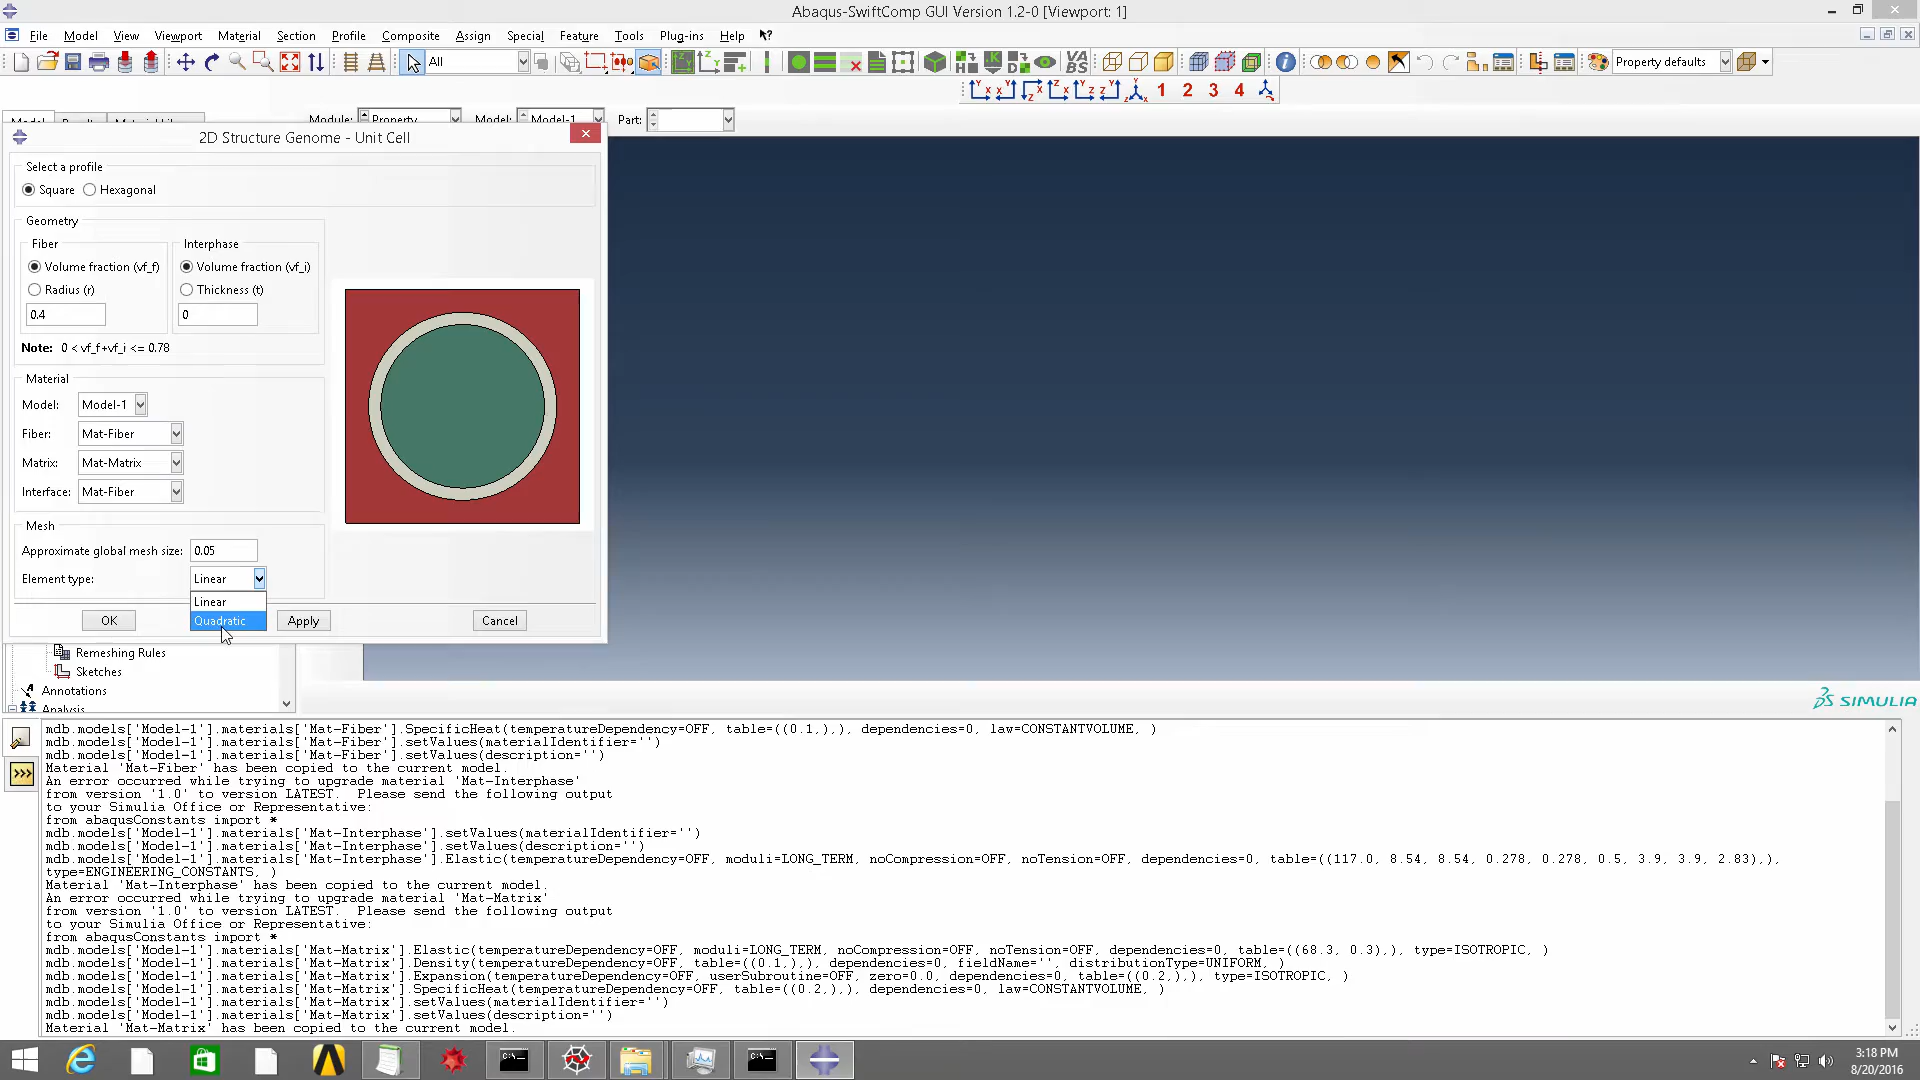 Abaqus-SwiftComp GUI Version 1.2-0 [Viewport: 1]
File Model View Viewport Material Section Profile Composite Assign Special Feature Tools Plug-ins Help
All
VABS
Property defaults
1 2 3 4
Module: Property Model: Model-1 Part:
2D Structure Genome - Unit Cell
Select a profile
Square Hexagonal
Geometry
Fiber Interphase
Volume fraction (vf_f) Volume fraction (vf_i)
Radius (r) Thickness (t)
0.4 0
Note: 0 < vf_f+vf_i <= 0.78
Material
Model: Model-1
Fiber: Mat-Fiber
Matrix: Mat-Matrix
Interface: Mat-Fiber
Mesh
Approximate global mesh size: 0.05
Element type: Linear
Linear
Quadratic
OK Apply Cancel
Remeshing Rules
Sketches
Annotations
Analysis
SIMULIA
mdb.models['Model-1'].materials['Mat-Fiber'].SpecificHeat(temperatureDependency=OFF, table=((0.1,),), dependencies=0, law=CONSTANTVOLUME, )
mdb.models['Model-1'].materials['Mat-Fiber'].setValues(materialIdentifier='')
mdb.models['Model-1'].materials['Mat-Fiber'].setValues(description='')
Material 'Mat-Fiber' has been copied to the current model.
An error occurred while trying to upgrade material 'Mat-Interphase'
from version '1.0' to version LATEST. Please send the following output
to your Simulia Office or Representative:
from abaqusConstants import *
mdb.models['Model-1'].materials['Mat-Interphase'].setValues(materialIdentifier='')
mdb.models['Model-1'].materials['Mat-Interphase'].setValues(description='')
mdb.models['Model-1'].materials['Mat-Interphase'].Elastic(temperatureDependency=OFF, moduli=LONG_TERM, noCompression=OFF, noTension=OFF, dependencies=0, table=((117.0, 8.54, 8.54, 0.278, 0.278, 0.5, 3.9, 3.9, 2.83),),
type=ENGINEERING_CONSTANTS, )
Material 'Mat-Interphase' has been copied to the current model.
An error occurred while trying to upgrade material 'Mat-Matrix'
from version '1.0' to version LATEST. Please send the following output
to your Simulia Office or Representative:
from abaqusConstants import *
mdb.models['Model-1'].materials['Mat-Matrix'].Elastic(temperatureDependency=OFF, moduli=LONG_TERM, noCompression=OFF, noTension=OFF, dependencies=0, table=((68.3, 0.3),), type=ISOTROPIC, )
mdb.models['Model-1'].materials['Mat-Matrix'].Density(temperatureDependency=OFF, table=((0.1,),), dependencies=0, fieldName='', distributionType=UNIFORM, )
mdb.models['Model-1'].materials['Mat-Matrix'].Expansion(temperatureDependency=OFF, userSubroutine=OFF, zero=0.0, dependencies=0, table=((0.2,),), type=ISOTROPIC, )
mdb.models['Model-1'].materials['Mat-Matrix'].SpecificHeat(temperatureDependency=OFF, table=((0.2,),), dependencies=0, law=CONSTANTVOLUME, )
mdb.models['Model-1'].materials['Mat-Matrix'].setValues(materialIdentifier='')
mdb.models['Model-1'].materials['Mat-Matrix'].setValues(description='')
Material 'Mat-Matrix' has been copied to the current model.
3:18 PM
8/20/2016